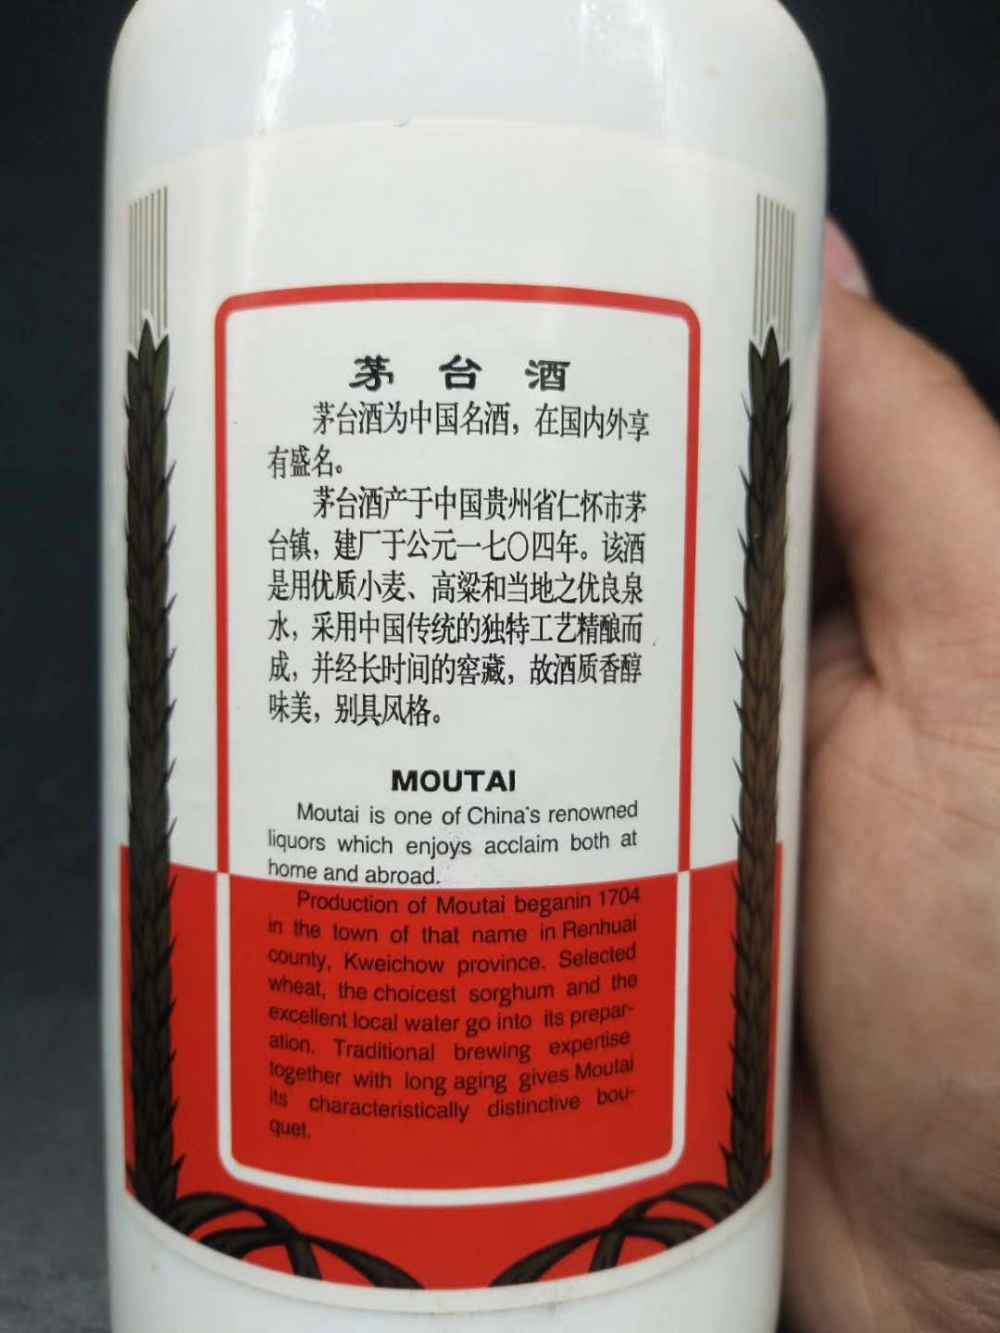 茅台酒
茅台酒为中国名酒，在国内外享
有盛名。
茅台酒产于中国贵州省仁怀市茅
台镇，建厂于公元一七〇四年。该酒
是用优质小麦、高粱和当地之优良泉
水，采用中国传统的独特工艺精酿而
成，并经长时间的窖藏，故酒质香醇
味美，别具风格。
MOUTAI
Moutai is one of China's renowned
liquors which enjoys acclaim both at
home and abroad.
Production of Moutai beganin 1704
in the town of that name in Renhuai
county, Kweichow province. Selected
wheat, the choicest sorghum and the
excellent local water go into its prepar-
ation. Traditional brewing expertise
together with long aging gives Moutai
its characteristically distinctive bou-
quet.